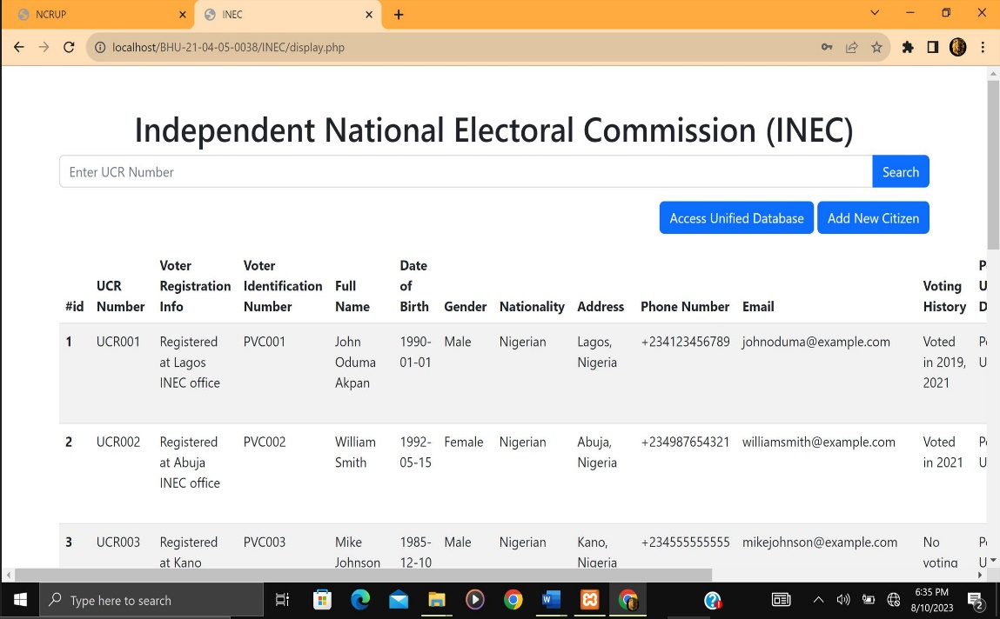 NCRUP
INEC
localhost/BHU-21-04-05-0038/INEC/display.php
Independent National Electoral Commission (INEC)
Enter UCR Number
Search
Access Unified Database
Add New Citizen
#id
UCR
Number
Voter
Registration
Info
Voter
Identification
Number
Full
Name
Date
of
Birth
Gender
Nationality
Address
Phone Number
Email
Voting
History
P
U
D
1
UCR001
Registered
at Lagos
INEC office
PVC001
John
Oduma
Akpan
1990-
01-01
Male
Nigerian
Lagos,
Nigeria
+234123456789
johnoduma@example.com
Voted
in 2019,
2021
2
UCR002
Registered
at Abuja
INEC office
PVC002
William
Smith
1992-
05-15
Female
Nigerian
Abuja,
Nigeria
+234987654321
williamsmith@example.com
Voted
in 2021
3
UCR003
Registered
at Kano
PVC003
Mike
Johnson
1985-
12-10
Male
Nigerian
Kano,
Nigeria
+234555555555
mikejohnson@example.com
No
voting
Type here to search
6:35 PM
8/10/2023
2